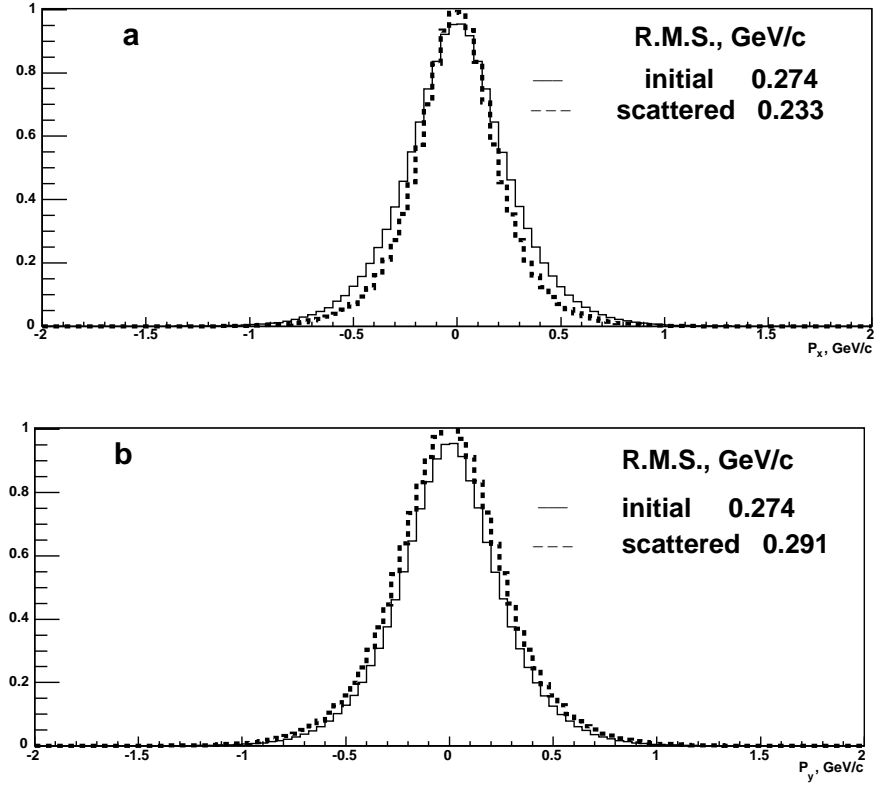 a
R.M.S., GeV/c
initial 0.274
scattered 0.233
1
0.8
0.6
0.4
0.2
0
-2 -1.5 -1 -0.5 0 0.5 1 1.5 2
P_x, GeV/c
b
R.M.S., GeV/c
initial 0.274
scattered 0.291
1
0.8
0.6
0.4
0.2
0
-2 -1.5 -1 -0.5 0 0.5 1 1.5 2
P_y, GeV/c